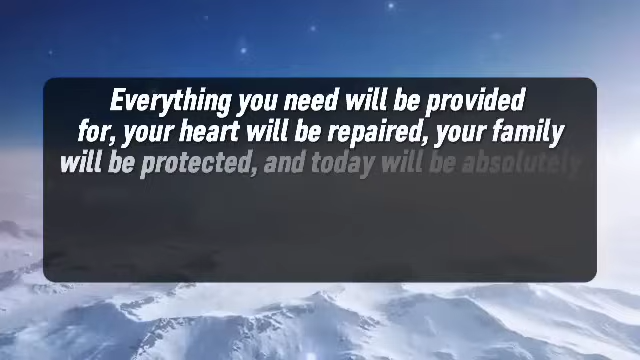 Everything you need will be provided
for, your heart will be repaired, your family
will be protected, and today will be absolutely